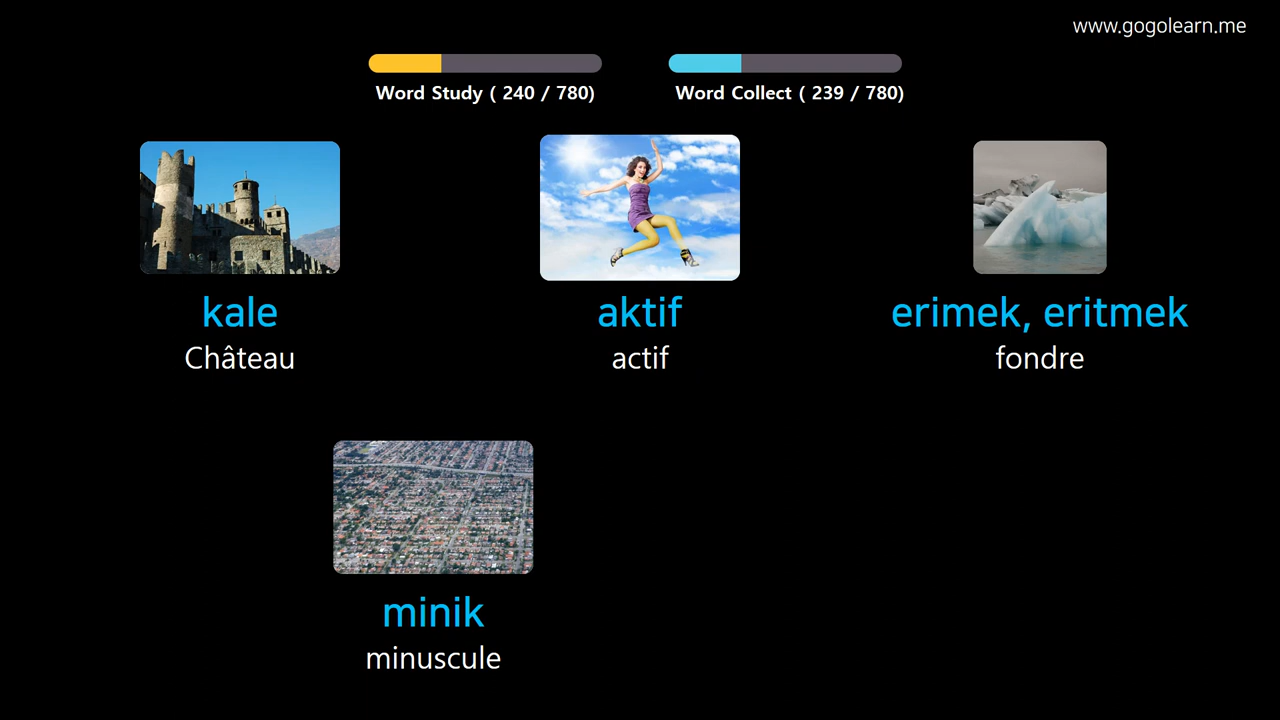 www.gogolearn.me
Word Study ( 240 / 780)
Word Collect ( 239 / 780)
kale
Château
aktif
actif
erimek, eritmek
fondre
minik
minuscule